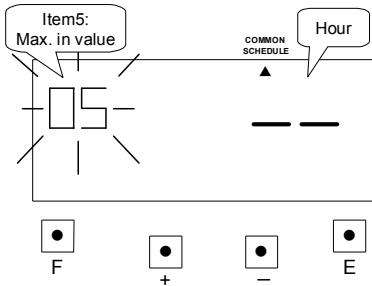 Item5:
Max. in value
COMMON
SCHEDULE
Hour
05
– –
F
+
–
E